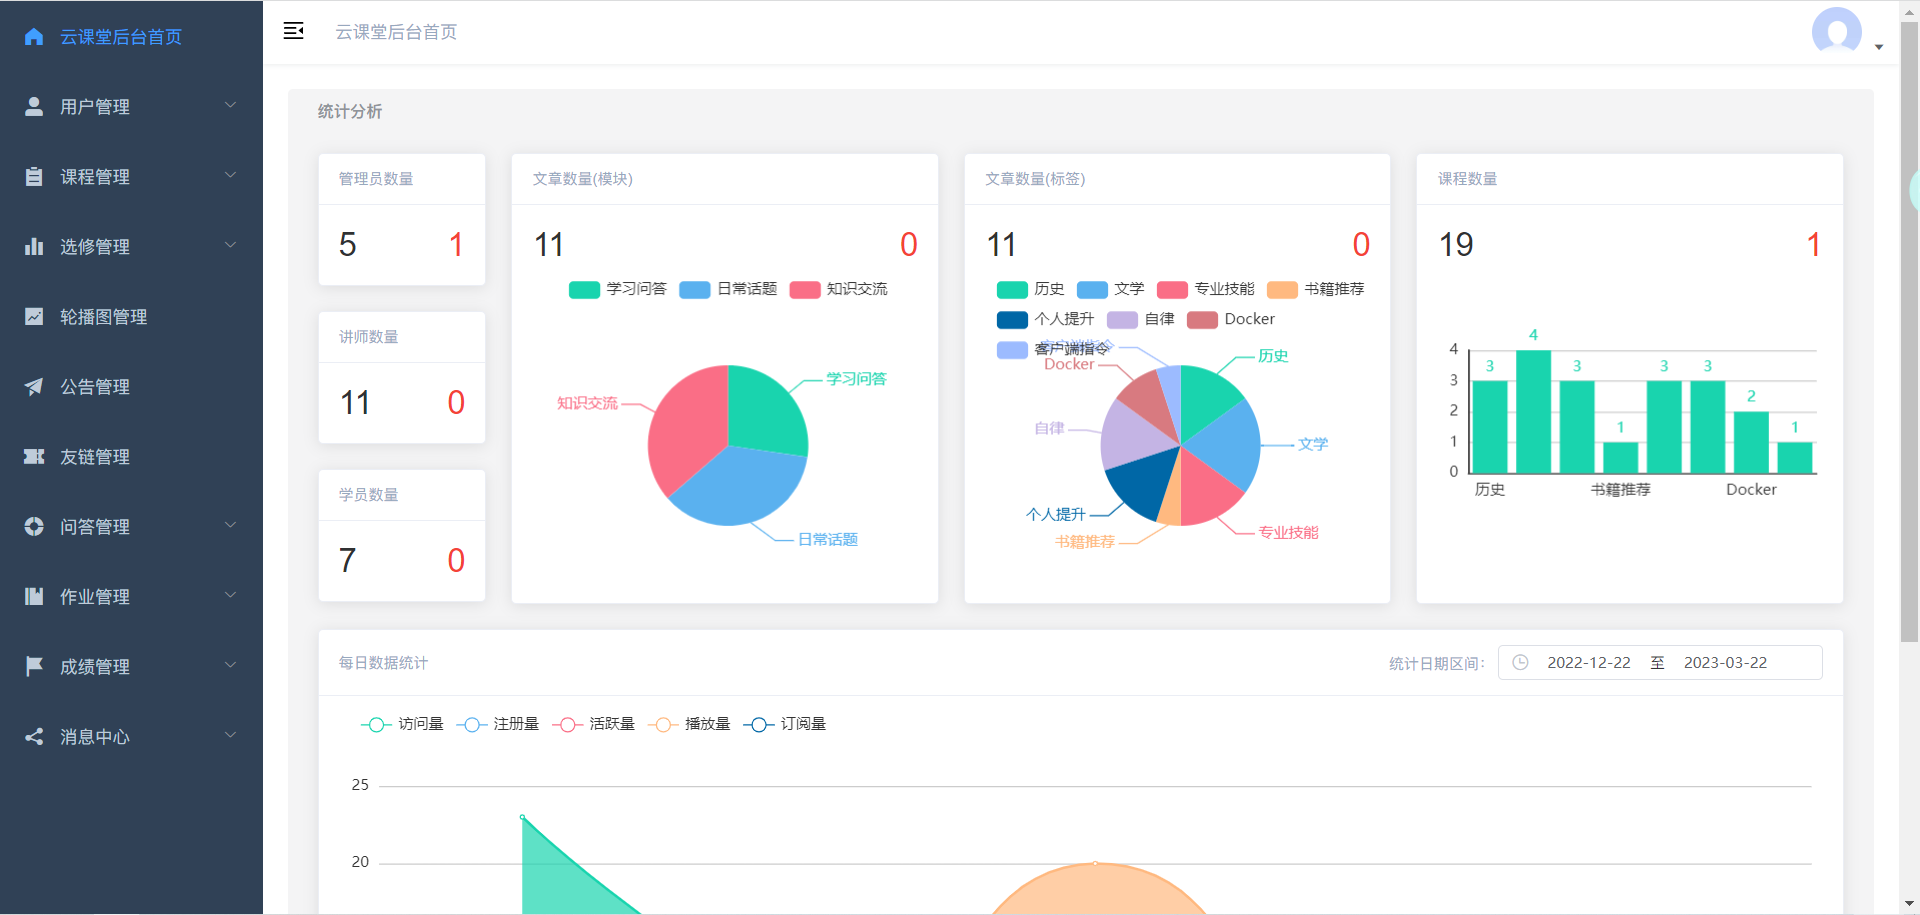 云课堂后台首页
用户管理
课程管理
选修管理
轮播图管理
公告管理
友链管理
问答管理
作业管理
成绩管理
消息中心
云课堂后台首页
统计分析
管理员数量
5 1
讲师数量
11 0
学员数量
7 0
文章数量(模块)
11 0
学习问答 日常话题 知识交流
学习问答
知识交流
日常话题
文章数量(标签)
11 0
历史 文学 专业技能 书籍推荐
个人提升 自律 Docker
客户端指令
客户端指令
历史
Docker
自律
文学
个人提升
专业技能
书籍推荐
课程数量
19 1
4
3
2
1
0
3 4 3 1 3 3 2 1
历史 书籍推荐 Docker
每日数据统计
统计日期区间: 2022-12-22 至 2023-03-22
访问量 注册量 活跃量 播放量 订阅量
25
20